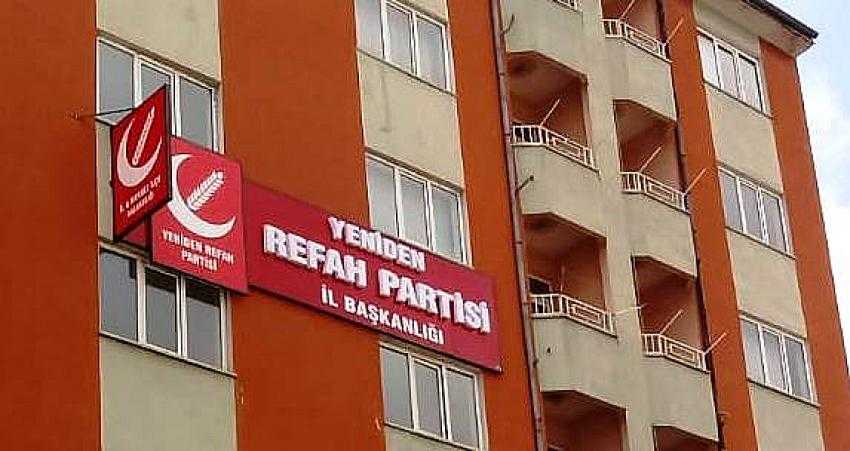 YENİDEN REFAH
PARTİSİ
YENİDEN
REFAH PARTİSİ
İL BAŞKANLIĞI